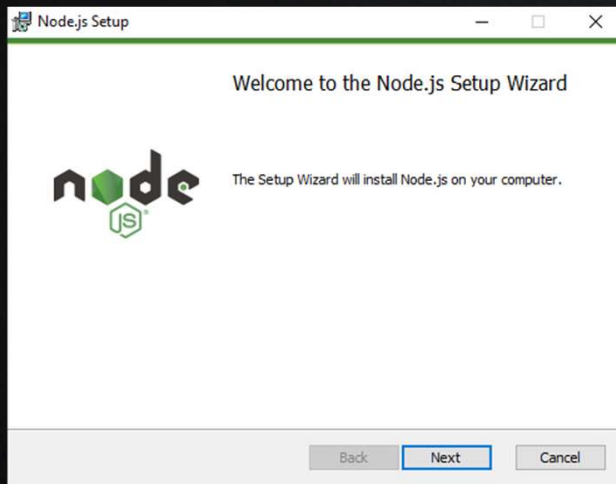 Node.js Setup
Welcome to the Node.js Setup Wizard
The Setup Wizard will install Node.js on your computer.
node
JS
Back Next Cancel